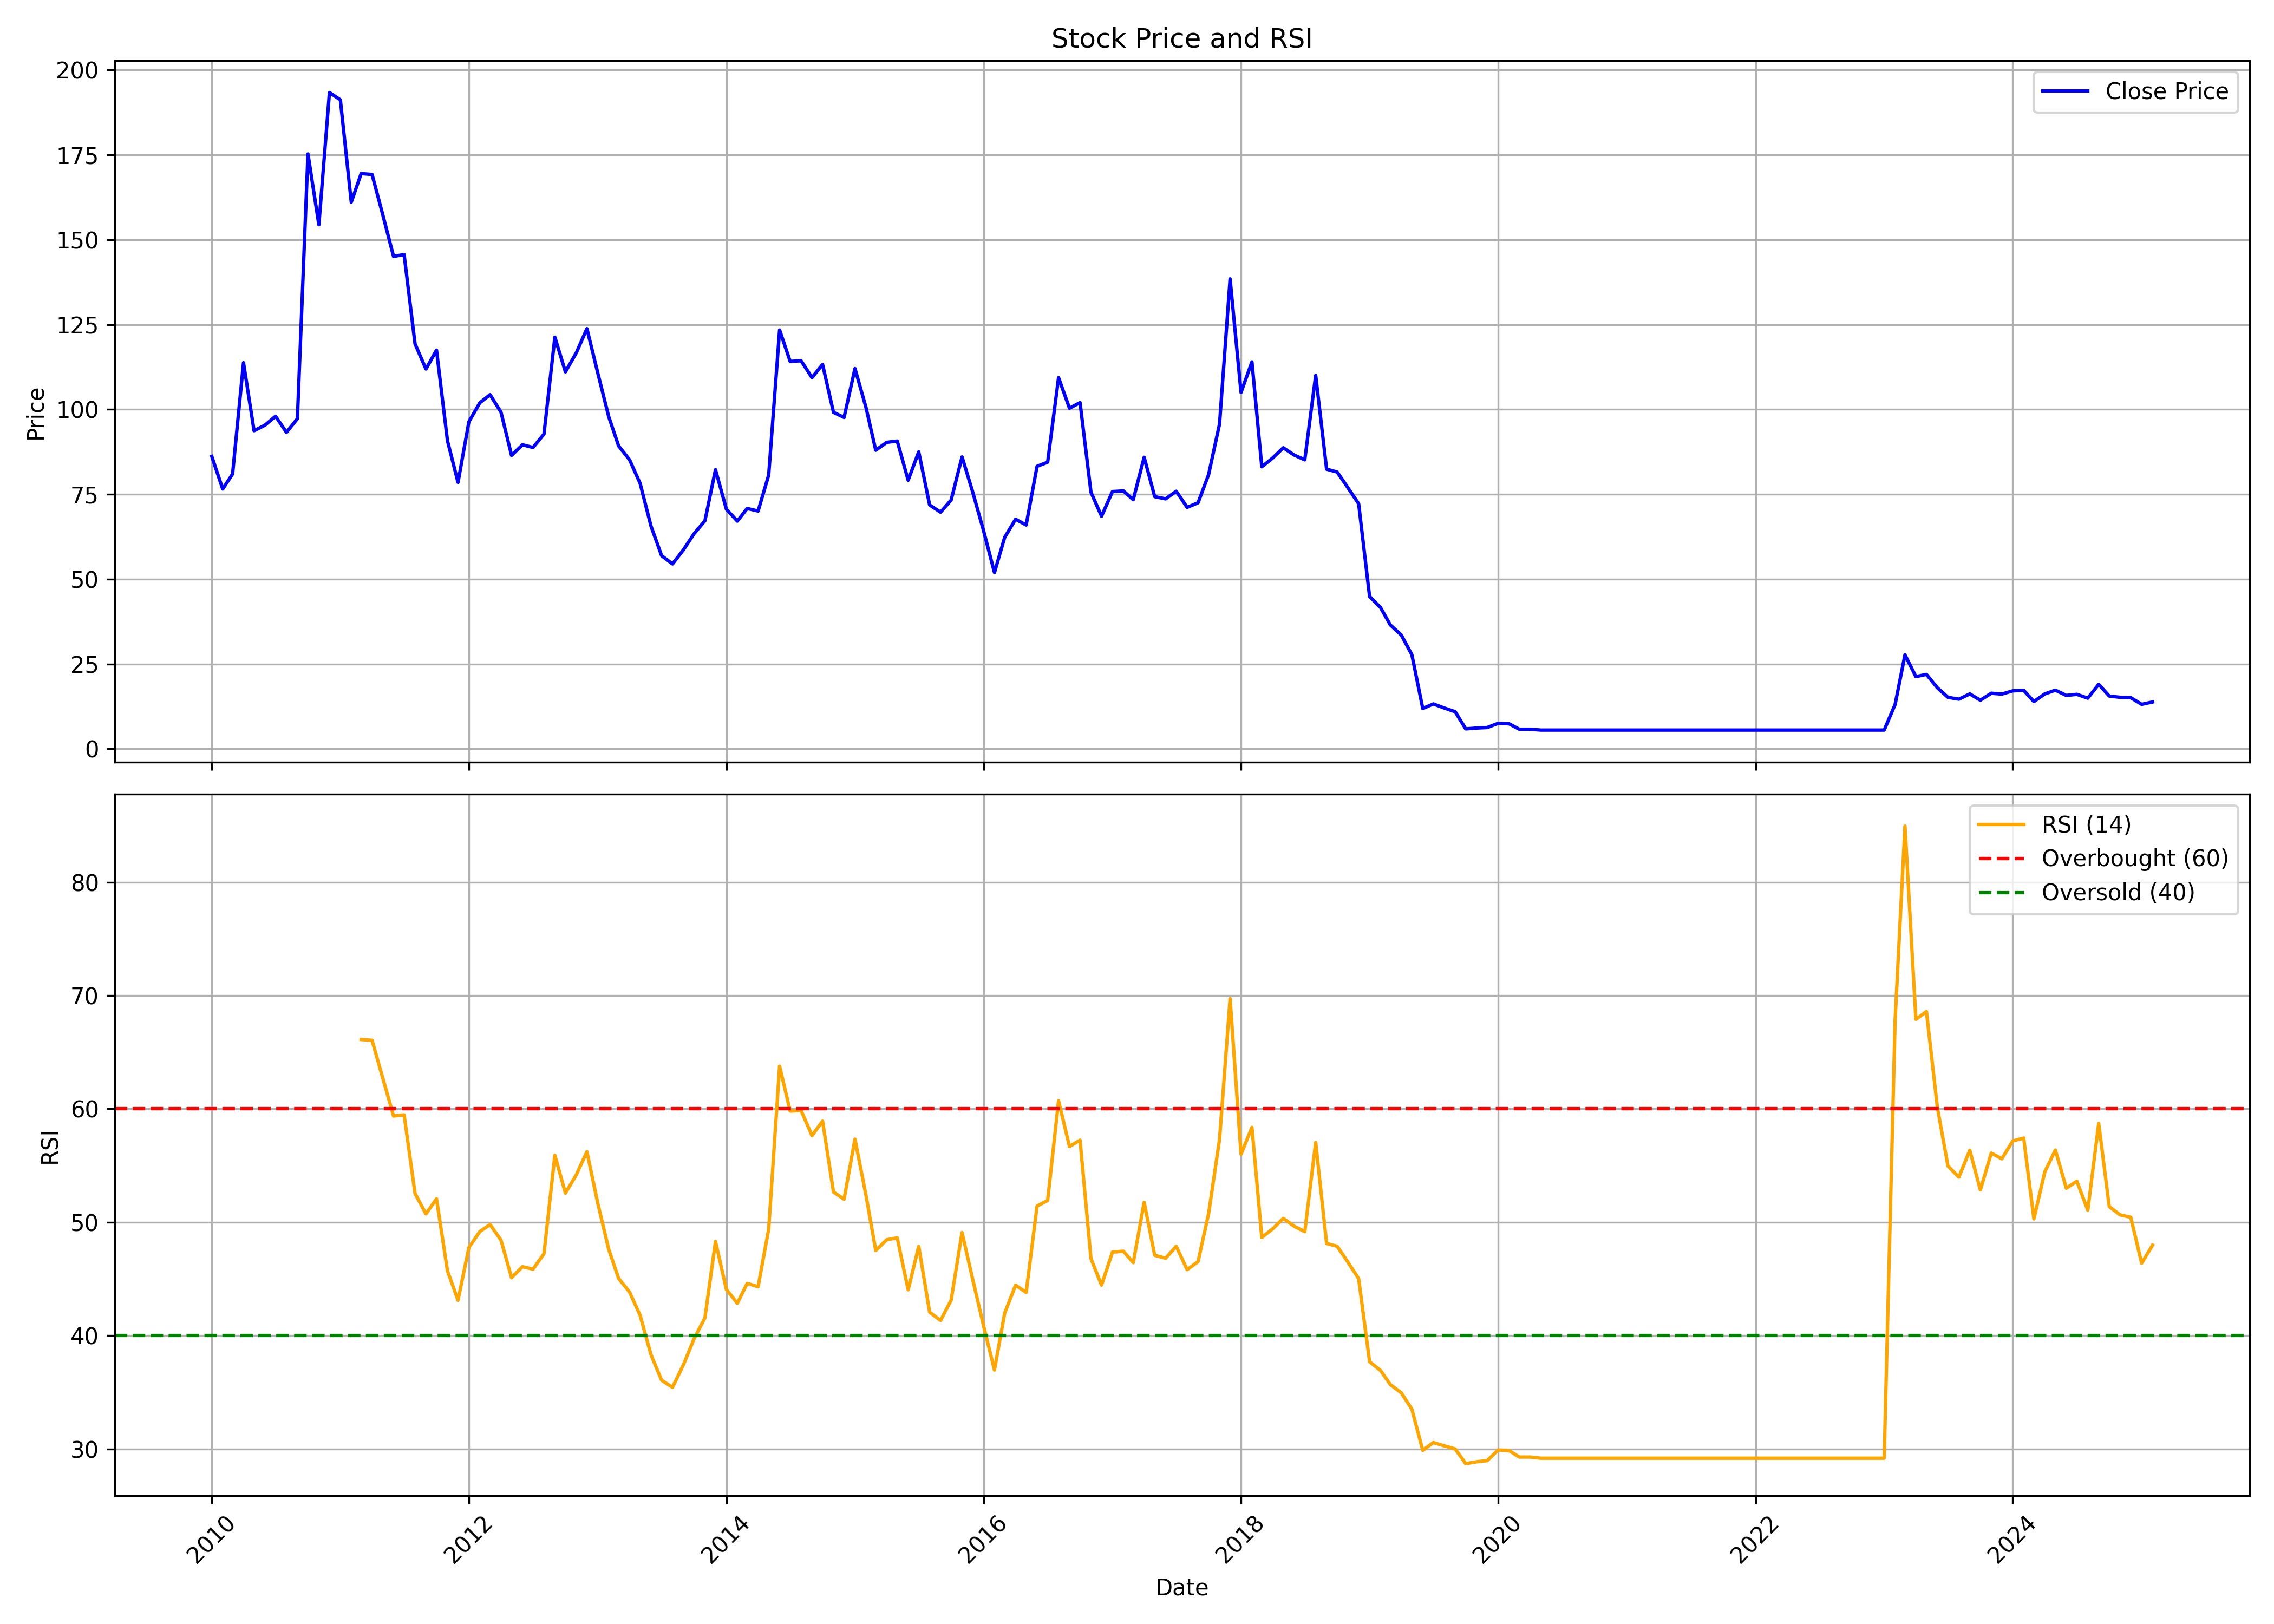 Stock Price and RSI
200
175
150
125
100
75
50
25
0
Price
Close Price
80
70
60
50
40
30
RSI
RSI (14)
Overbought (60)
Oversold (40)
2010
2012
2014
2016
2018
2020
2022
2024
Date